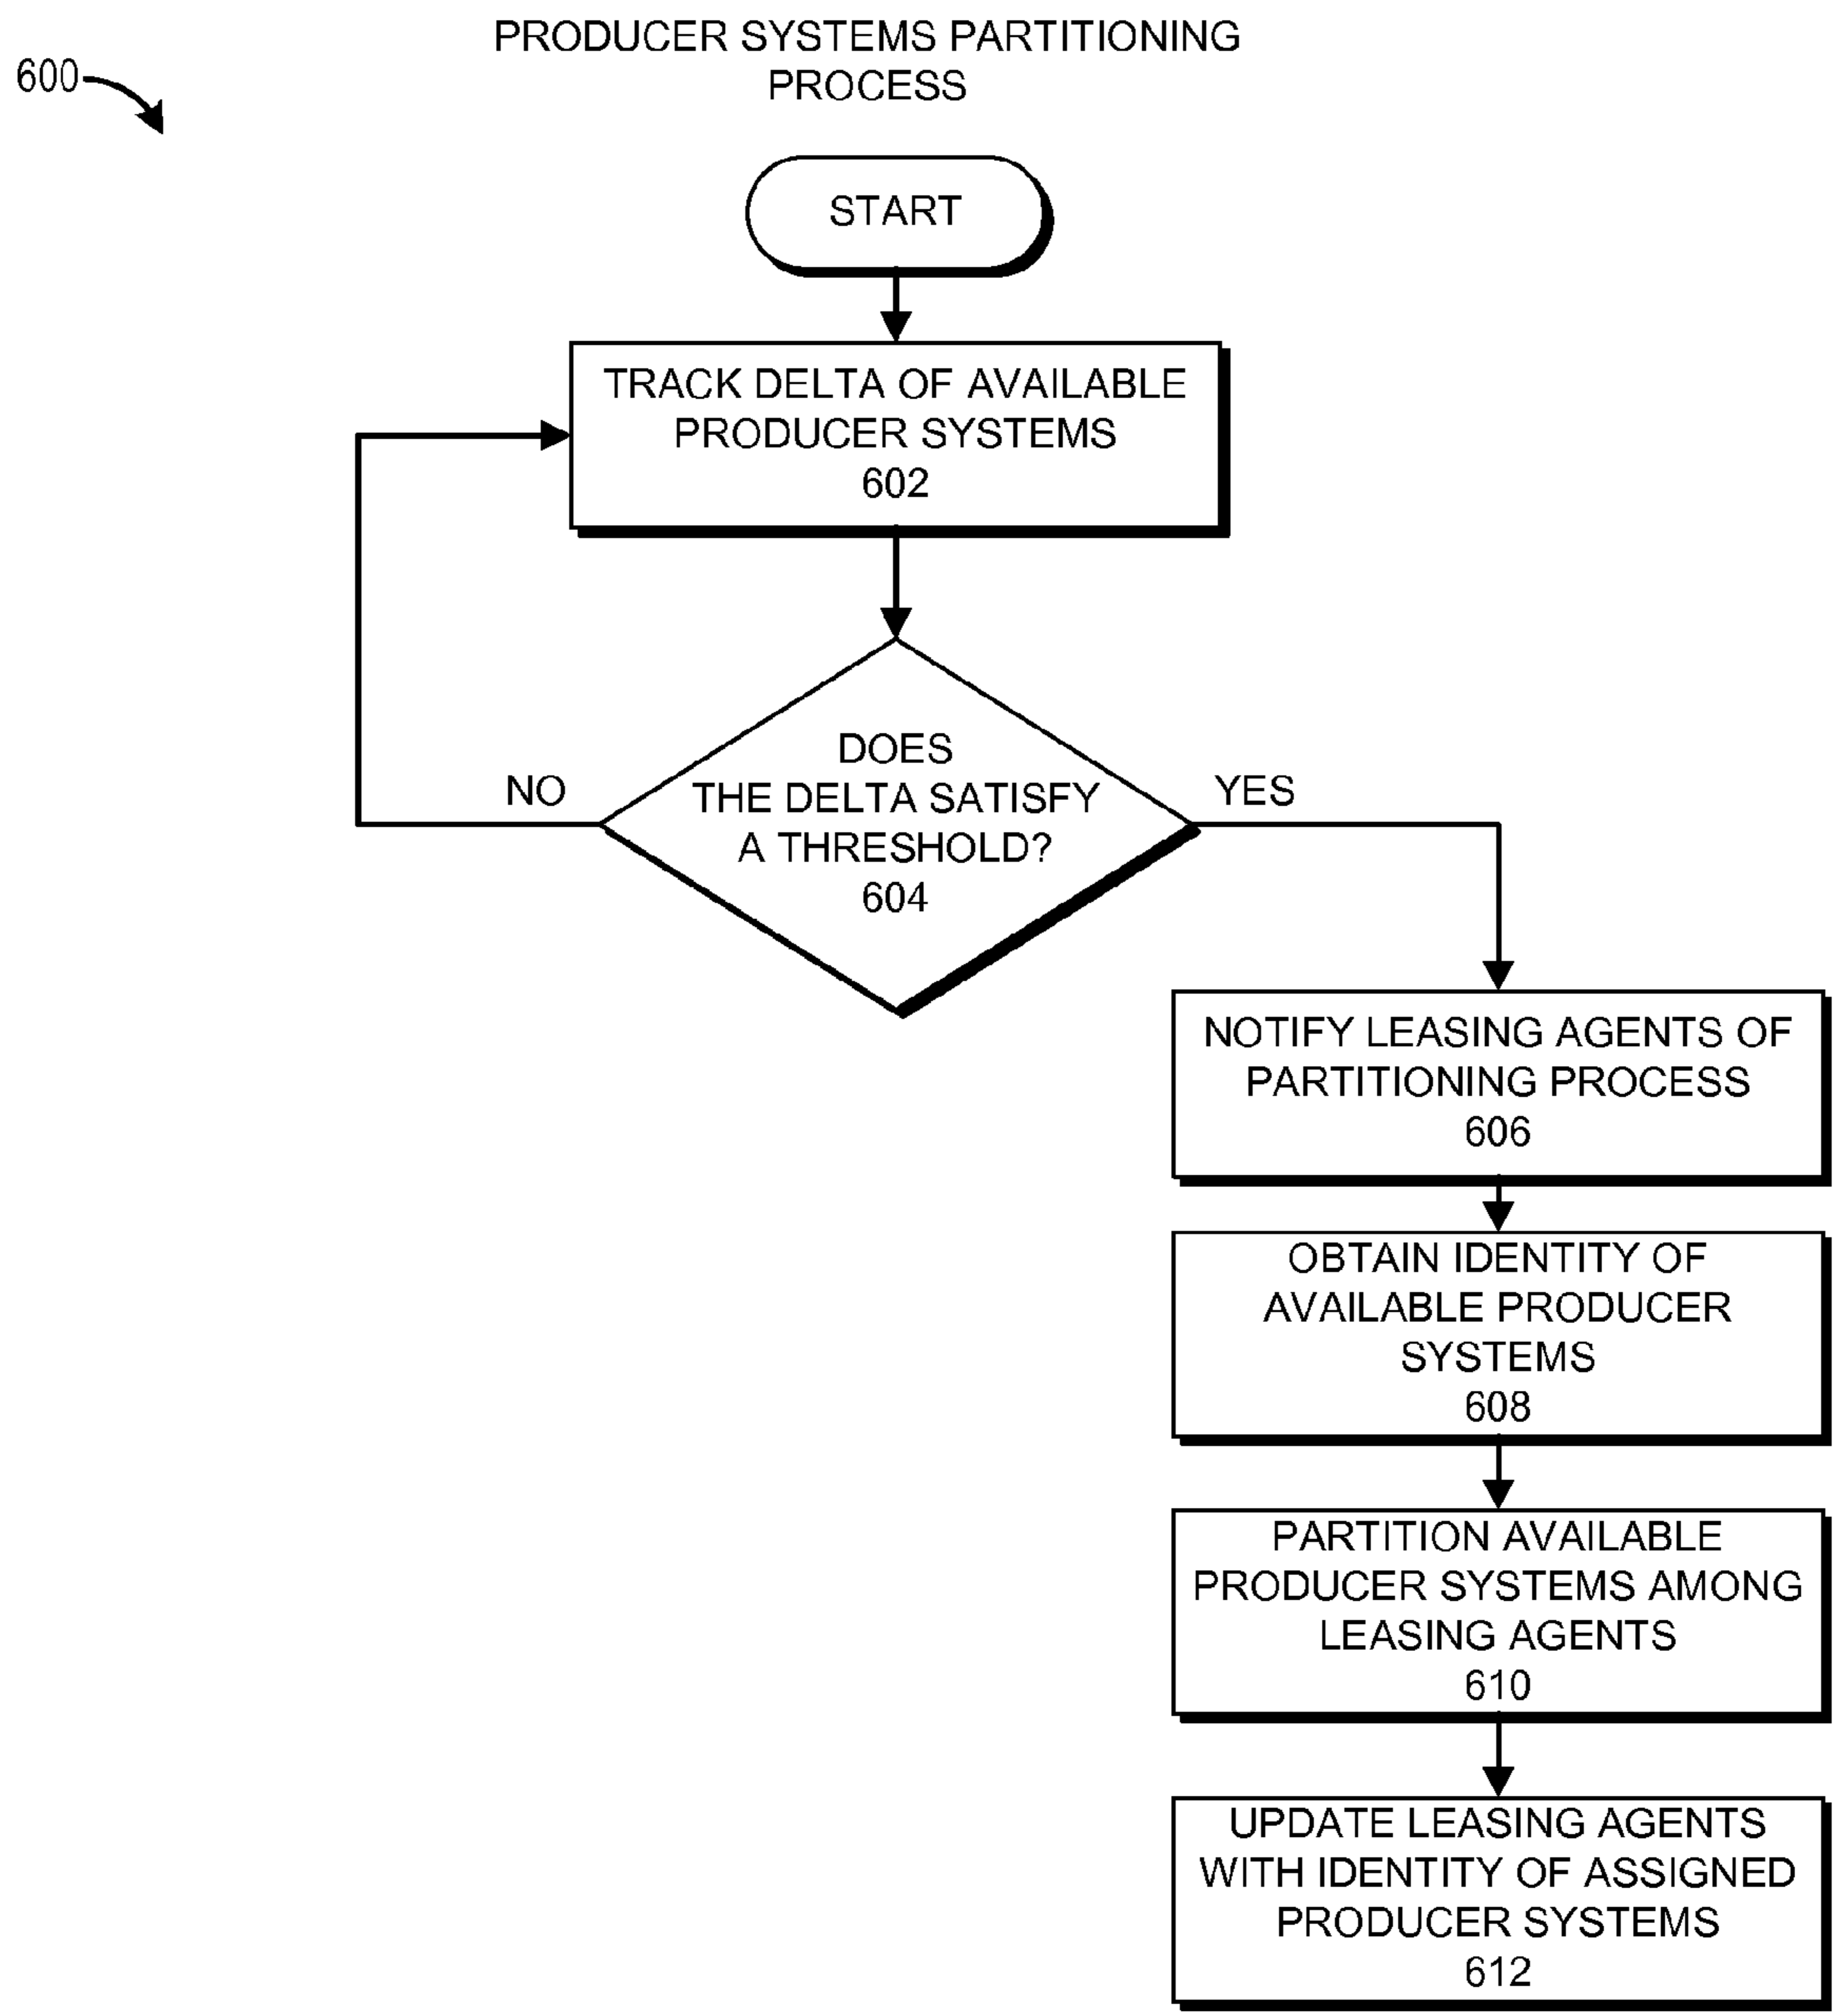 PRODUCER SYSTEMS PARTITIONING
PROCESS
600
START
TRACK DELTA OF AVAILABLE
PRODUCER SYSTEMS
602
DOES
THE DELTA SATISFY
A THRESHOLD?
604
NO
YES
NOTIFY LEASING AGENTS OF
PARTITIONING PROCESS
606
OBTAIN IDENTITY OF
AVAILABLE PRODUCER
SYSTEMS
608
PARTITION AVAILABLE
PRODUCER SYSTEMS AMONG
LEASING AGENTS
610
UPDATE LEASING AGENTS
WITH IDENTITY OF ASSIGNED
PRODUCER SYSTEMS
612